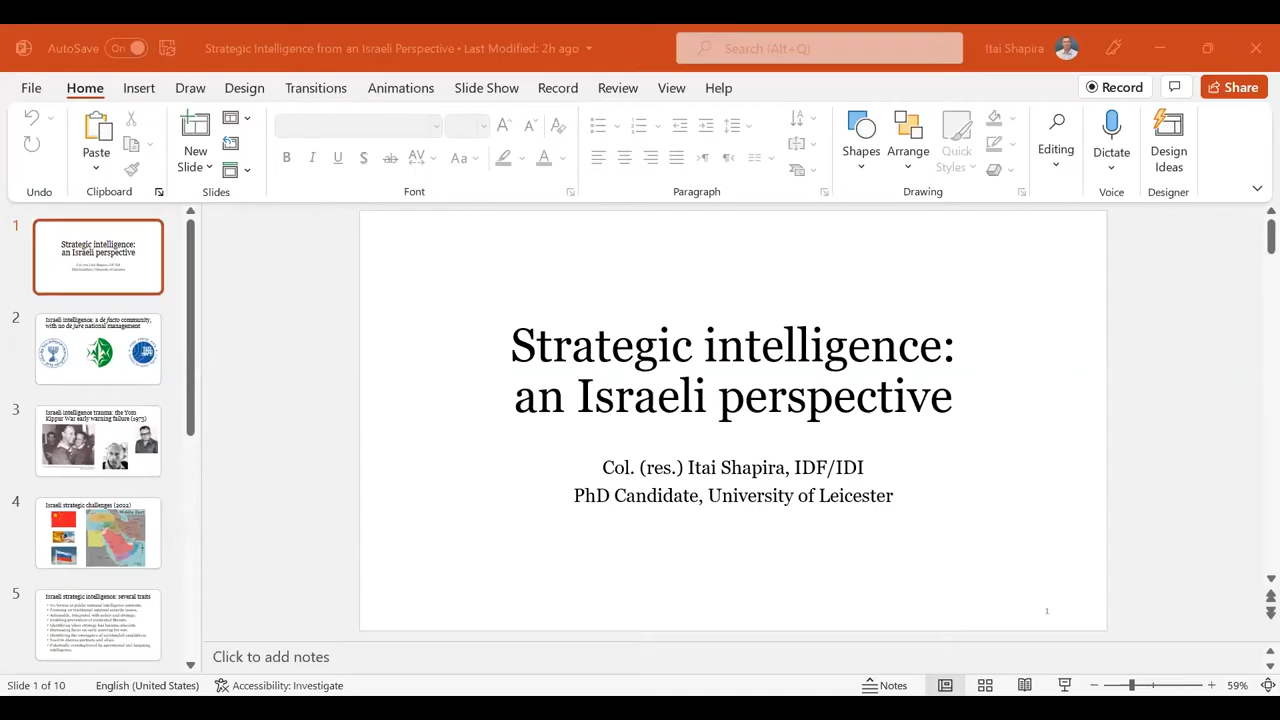 AutoSave On Strategic Intelligence from an Israeli Perspective • Last Modified: 2h ago Search (Alt+Q) Itai Shapira
File Home Insert Draw Design Transitions Animations Slide Show Record Review View Help Record Share
Paste New Slide Aa Shapes Arrange Quick Styles Editing Dictate Design Ideas
Undo Clipboard Slides Font Paragraph Drawing Voice Designer
1
Strategic intelligence:
an Israeli perspective
2
Israeli intelligence: a de facto community,
with no de jure national management
3
Israeli intelligence trauma: the Yom
Kippur War early warning failure (1973)
4
Israeli strategic challenges (2022)
5
Israeli strategic intelligence: several traits
Strategic intelligence:
an Israeli perspective
Col. (res.) Itai Shapira, IDF/IDI
PhD Candidate, University of Leicester
1
Click to add notes
Slide 1 of 10 English (United States) Accessibility: Investigate Notes 59%